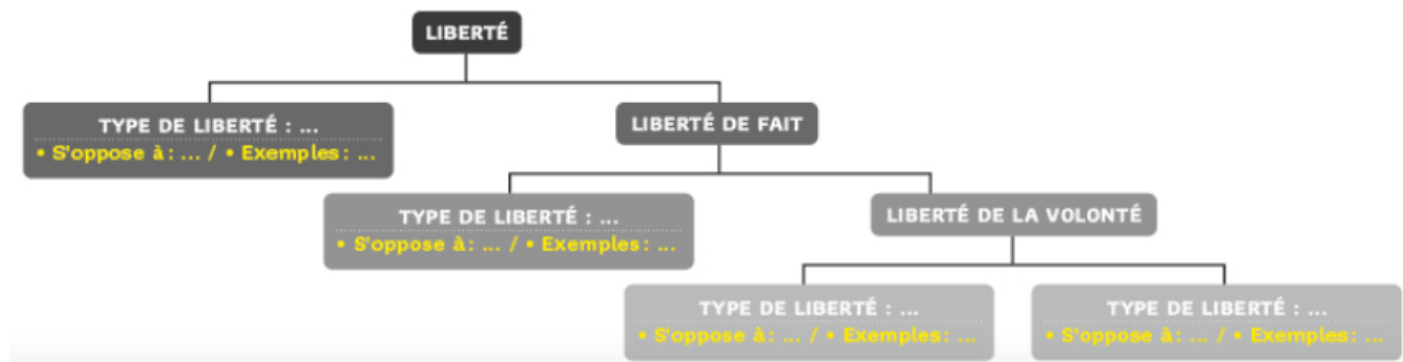 LIBERTÉ
TYPE DE LIBERTÉ : ...
• S'oppose à : ... / • Exemples : ...
LIBERTÉ DE FAIT
TYPE DE LIBERTÉ : ...
• S'oppose à : ... / • Exemples : ...
LIBERTÉ DE LA VOLONTÉ
TYPE DE LIBERTÉ : ...
• S'oppose à : ... / • Exemples : ...
TYPE DE LIBERTÉ : ...
• S'oppose à : ... / • Exemples : ...